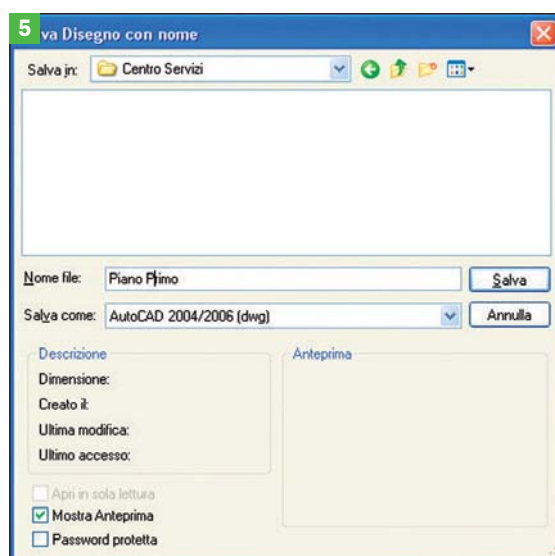 5
va Disegno con nome
Salva in: Centro Servizi
Nome file: Piano Primo Salva
Salva come: AutoCAD 2004/2006 (dwg) Annulla
Descrizione Anteprima
Dimensione:
Creato il:
Ultima modifica:
Ultimo accesso:
Apri in sola lettura
Mostra Anteprima
Password protetta